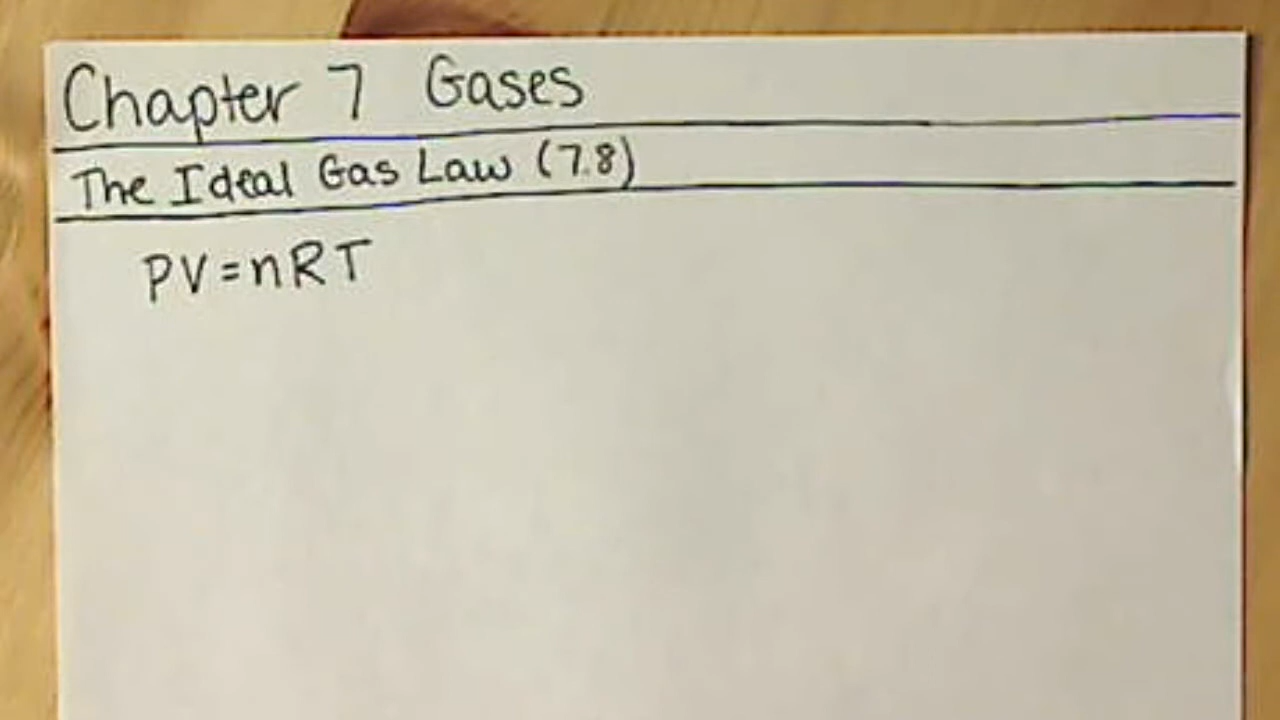 Chapter 7 Gases
The Ideal Gas Law (7.8)
PV=nRT